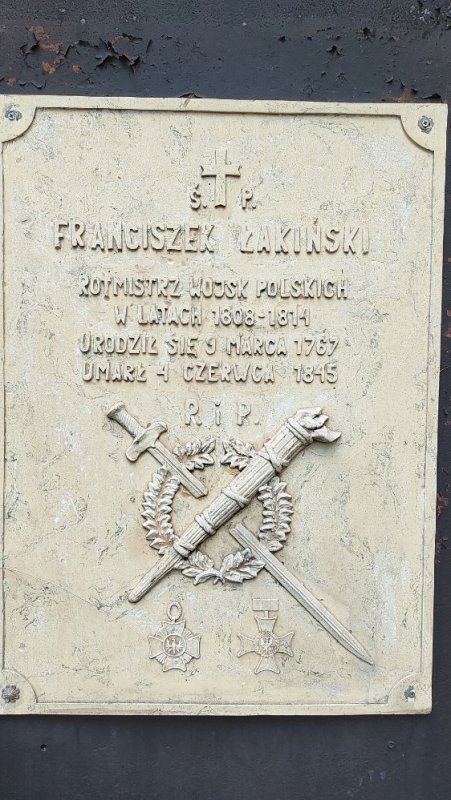 Ś. P.
FRANCISZEK ŁAKIŃSKI
ROTMISTRZ WOJSK POLSKICH
W LATACH 1808-1814
URODZIŁ SIĘ 9 MARCA 1767
UMARŁ 4 CZERWCA 1845
R. i P.